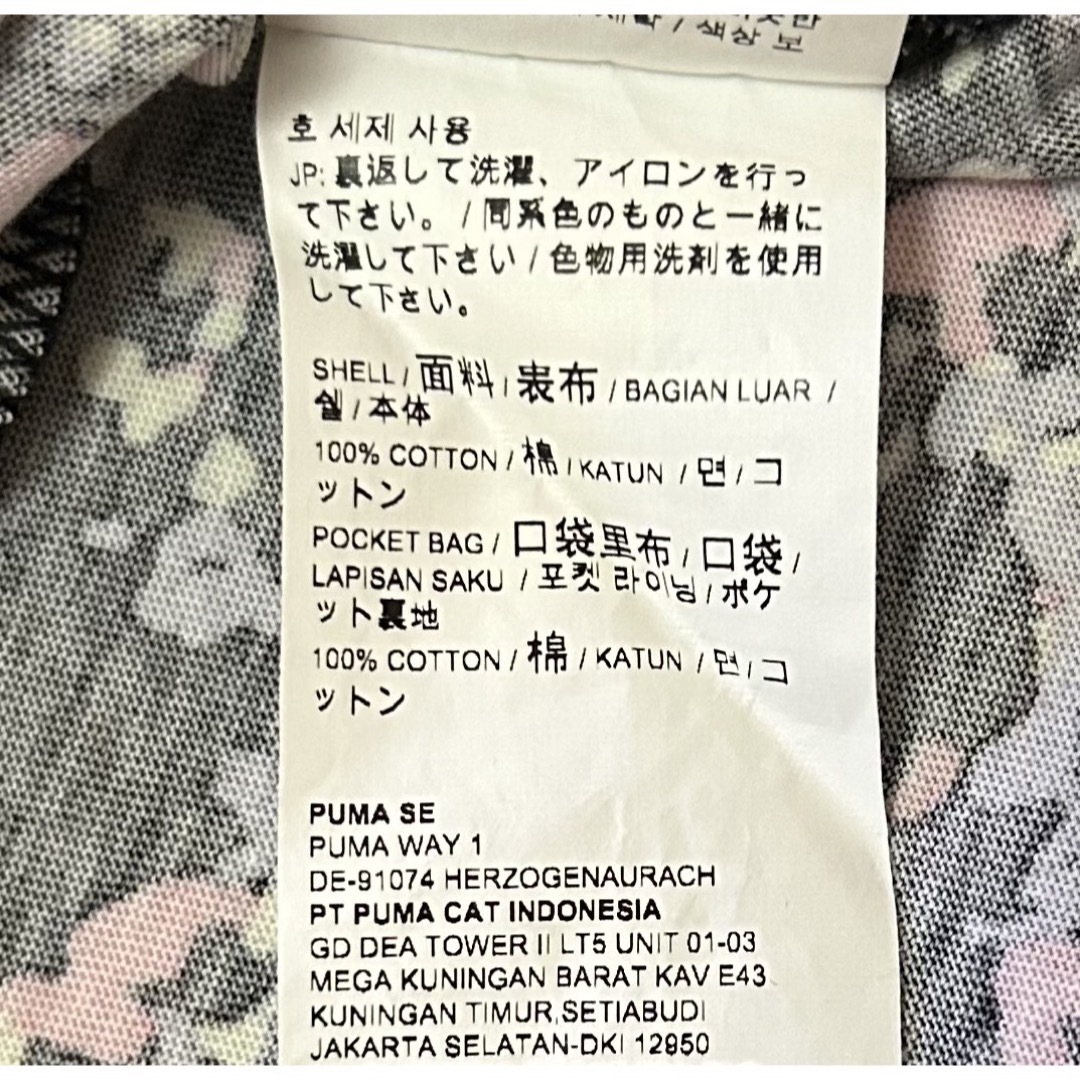 / 색상 보
호 세제 사용
JP: 裏返して洗濯、アイロンを行っ
て下さい。 / 同系色のものと一緒に
洗濯して下さい / 色物用洗剤を使用
して下さい。
SHELL / 面料 / 表布 / BAGIAN LUAR /
쉘 / 本体
100% COTTON / 棉 / KATUN / 면 / コ
ットン
POCKET BAG / 口袋里布 / 口袋 /
LAPISAN SAKU / 포켓 라이닝 / ポケ
ット裏地
100% COTTON / 棉 / KATUN / 면 / コ
ットン
PUMA SE
PUMA WAY 1
DE-91074 HERZOGENAURACH
PT PUMA CAT INDONESIA
GD DEA TOWER II LT5 UNIT 01-03
MEGA KUNINGAN BARAT KAV E43
KUNINGAN TIMUR,SETIABUDI
JAKARTA SELATAN-DKI 12950